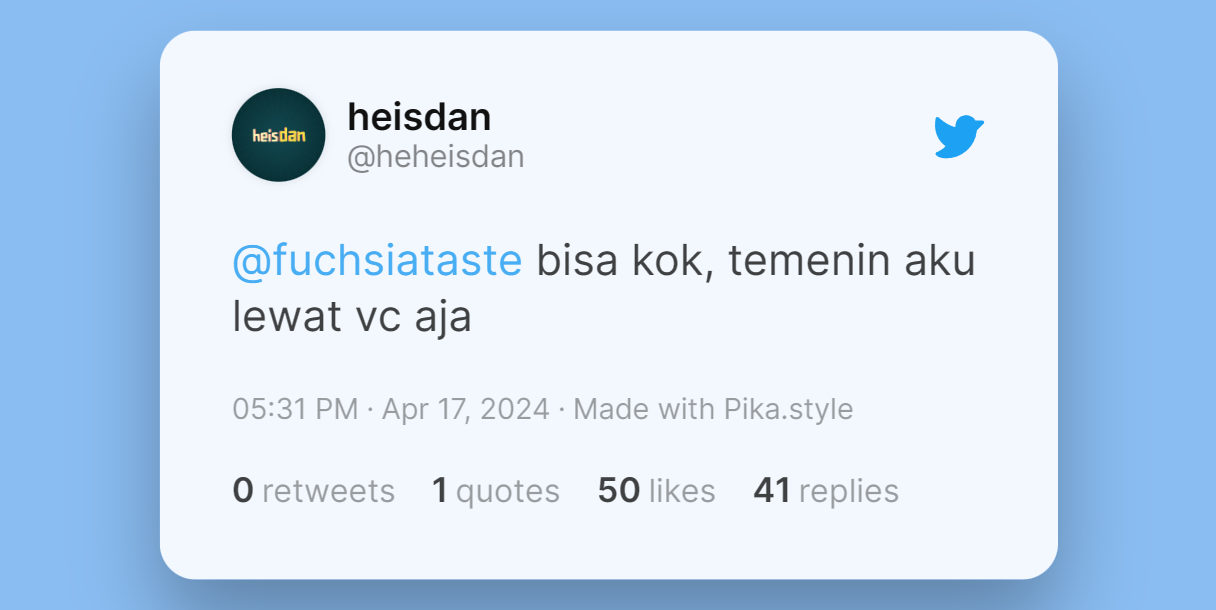 heisdan
heisdan
@heheisdan
@fuchsiataste bisa kok, temenin aku
lewat vc aja
05:31 PM · Apr 17, 2024 · Made with Pika.style
0 retweets 1 quotes 50 likes 41 replies